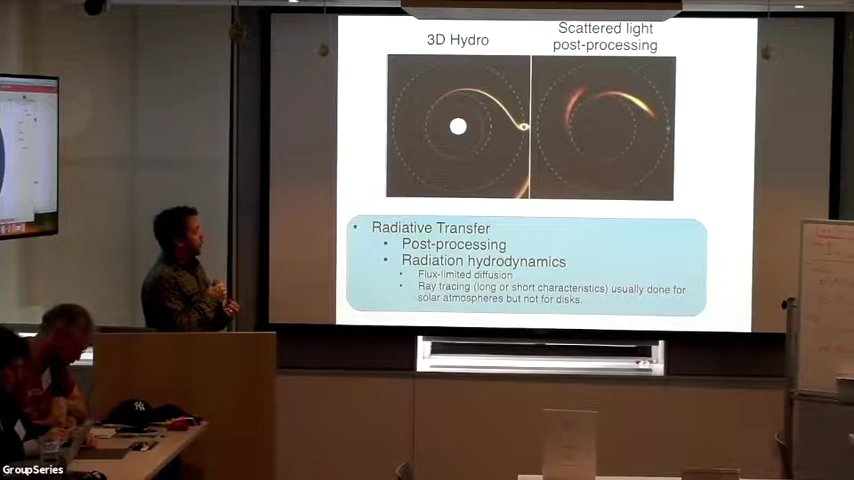 3D Hydro
Scattered light
post-processing
• Radiative Transfer
• Post-processing
• Radiation hydrodynamics
• Flux-limited diffusion
• Ray tracing (long or short characteristics) usually done for
solar atmospheres but not for disks.
GroupSeries